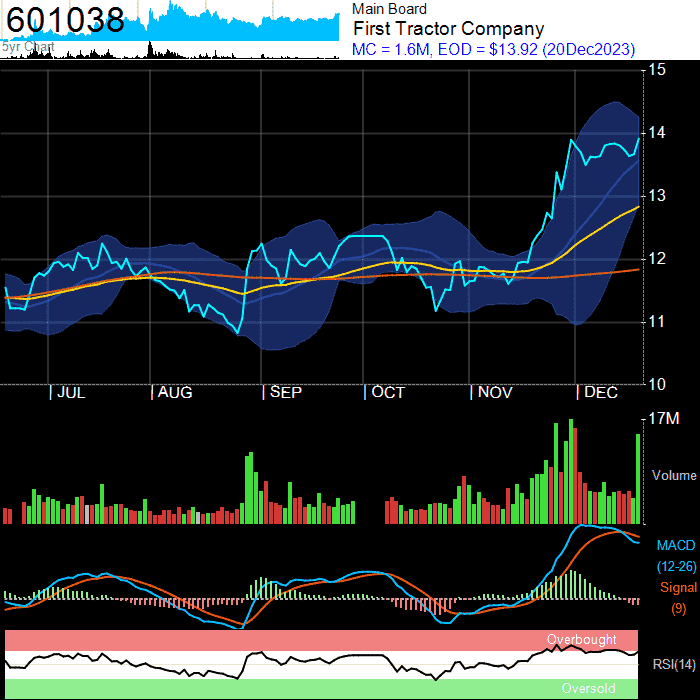 601038
5yr Chart
Main Board
First Tractor Company
MC = 1.6M, EOD = $13.92 (20Dec2023)
15
14
13
12
11
10
JUL AUG SEP OCT NOV DEC
17M
Volume
MACD
(12-26)
Signal
(9)
Overbought
RSI(14)
Oversold